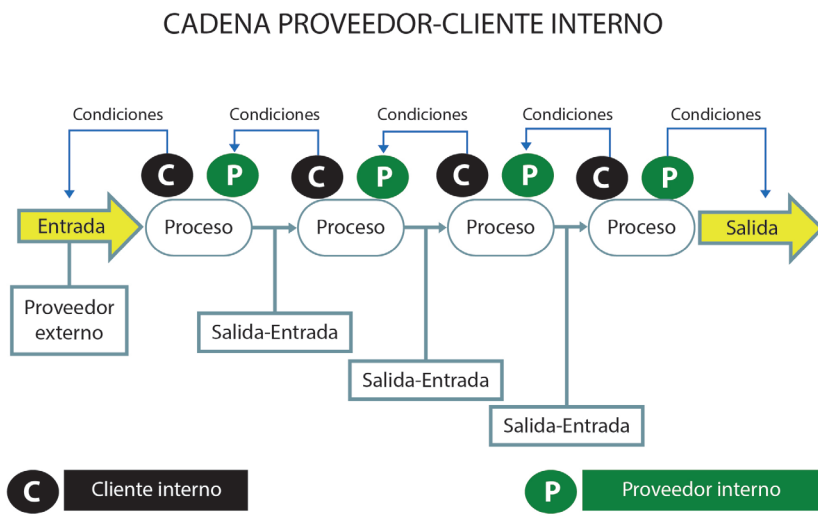 CADENA PROVEEDOR-CLIENTE INTERNO
Condiciones
Condiciones
Condiciones
Condiciones
Condiciones
C
P
C
P
C
P
C
P
Entrada
Proceso
Proceso
Proceso
Proceso
Salida
Proveedor
externo
Salida-Entrada
Salida-Entrada
Salida-Entrada
C
Cliente interno
P
Proveedor interno